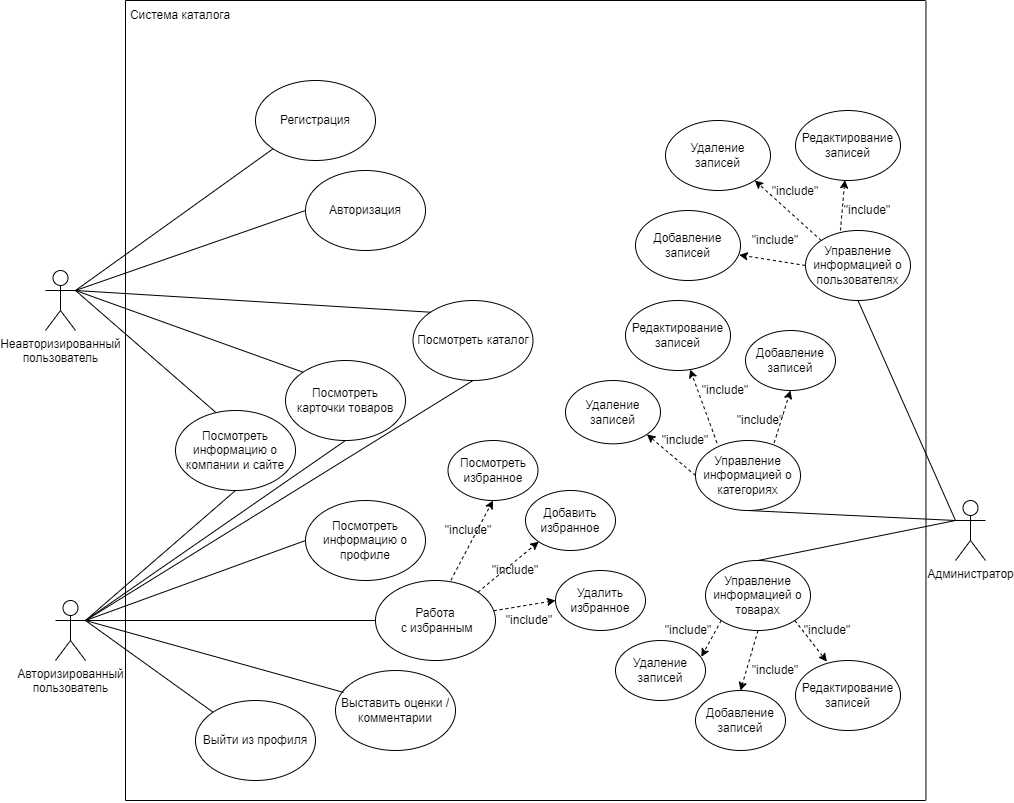 Система каталога
Регистрация
Авторизация
Неавторизированный
пользователь
Посмотреть каталог
Посмотреть
карточки товаров
Посмотреть
информацию о
компании и сайте
Посмотреть
избранное
Добавить
избранное
Удалить
избранное
"include"
"include"
"include"
Посмотреть
информацию о
профиле
Работа
с избранным
Авторизированный
пользователь
Выставить оценки /
комментарии
Выйти из профиля
Удаление
записей
Редактирование
записей
Добавление
записей
"include"
"include"
"include"
Управление
информацией о
пользователях
Редактирование
записей
Добавление
записей
Удаление
записей
"include"
"include"
"include"
Управление
информацией о
категориях
Администратор
Управление
информацией о
товарах
"include"
"include"
"include"
Удаление
записей
Добавление
записей
Редактирование
записей